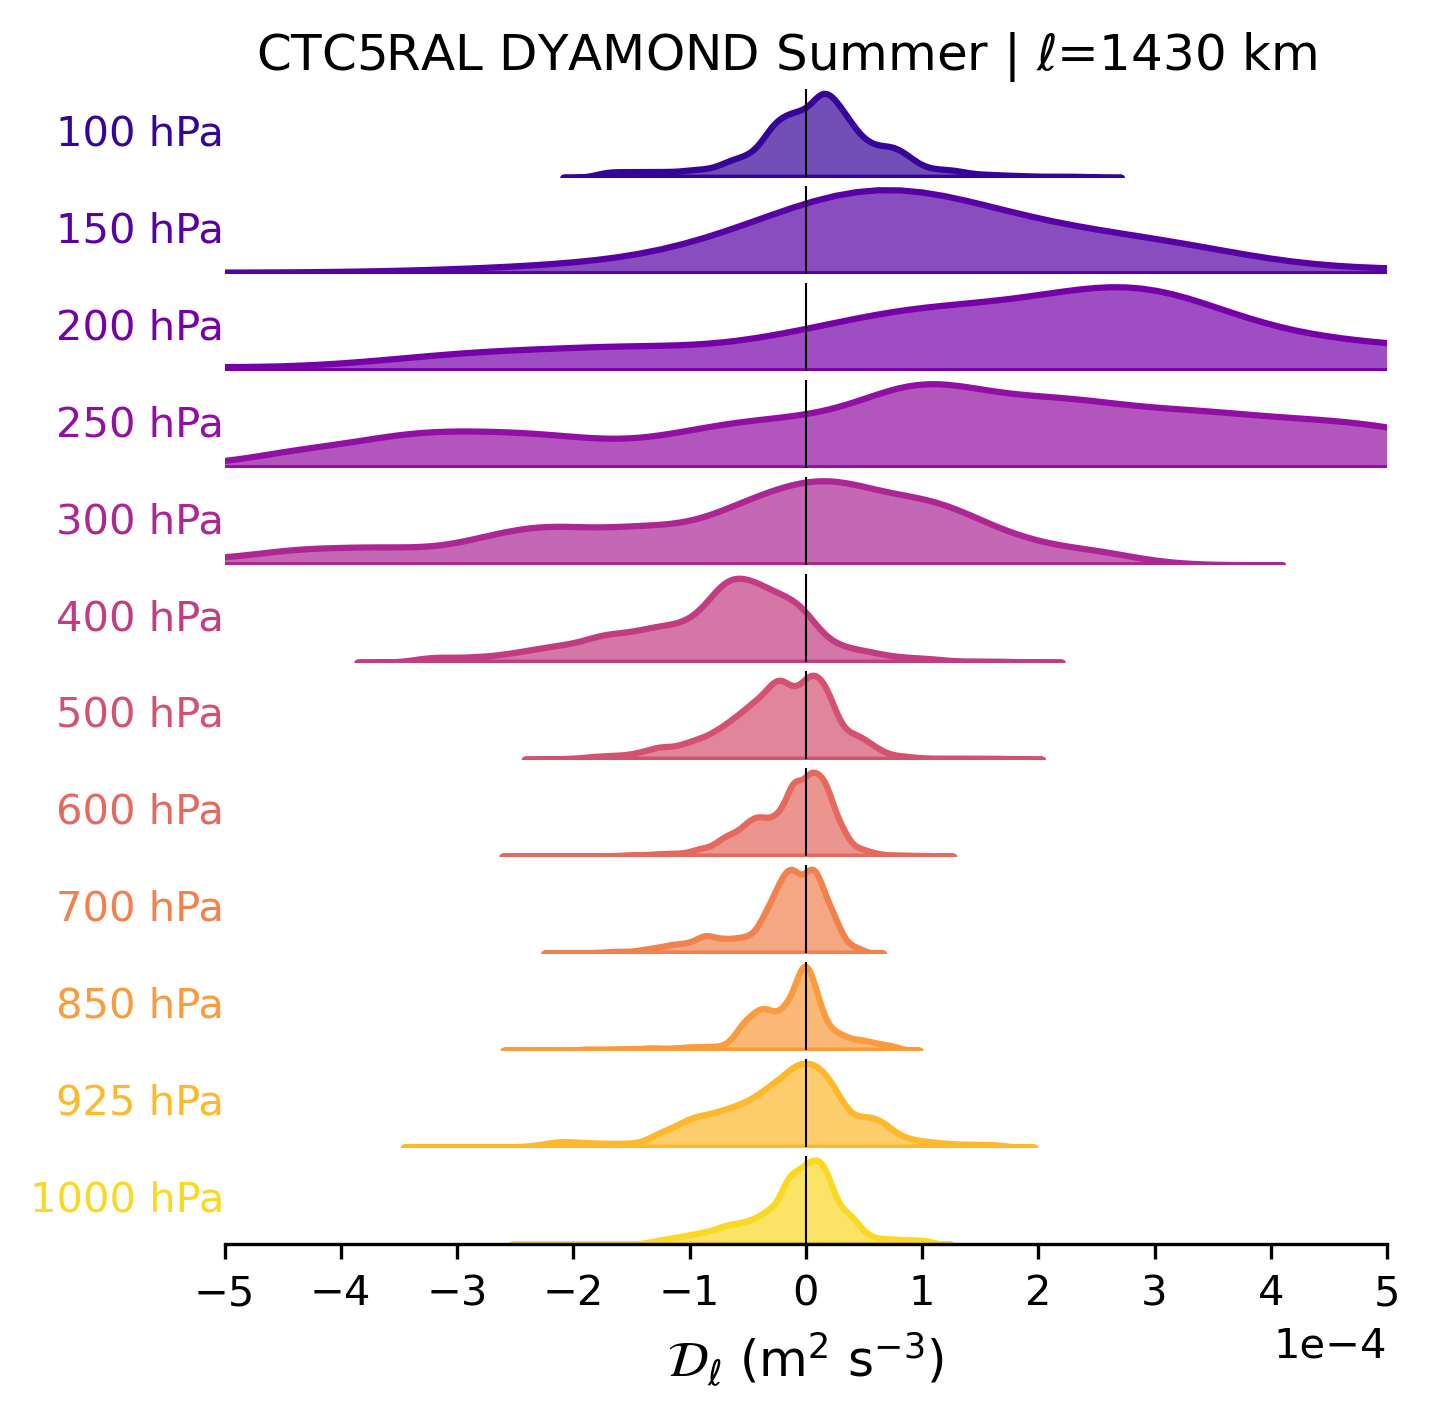 CTC5RAL DYAMOND Summer | ℓ=1430 km
100 hPa
150 hPa
200 hPa
250 hPa
300 hPa
400 hPa
500 hPa
600 hPa
700 hPa
850 hPa
925 hPa
1000 hPa
−5 −4 −3 −2 −1 0 1 2 3 4 5
1e−4
𝒟ℓ (m² s⁻³)